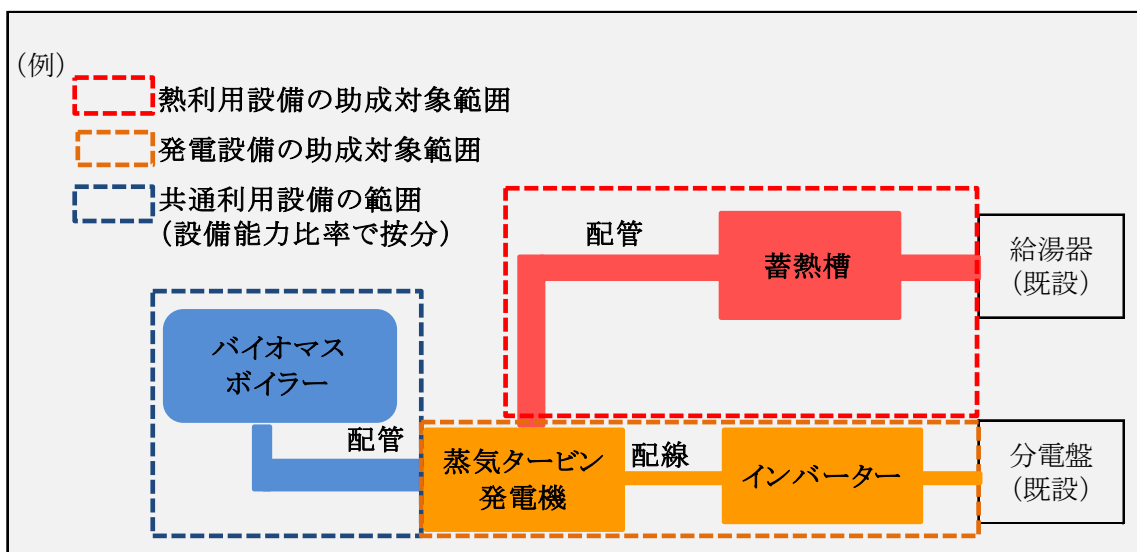 (例)
熱利用設備の助成対象範囲
発電設備の助成対象範囲
共通利用設備の範囲
(設備能力比率で按分)
配管
蓄熱槽
給湯器
(既設)
バイオマス
ボイラー
配管
蒸気タービン
発電機
配線
インバーター
分電盤
(既設)